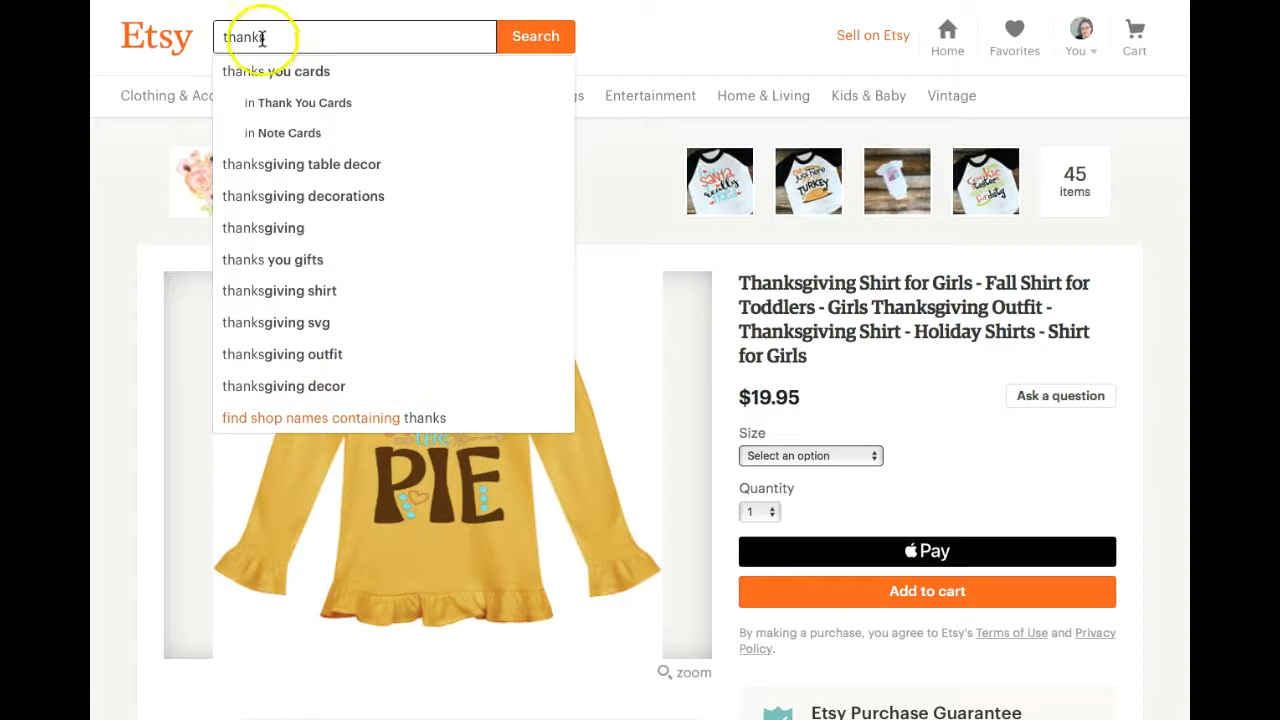 Etsy
thanks
Search
Sell on Etsy
Home
Favorites
You
Cart
thanks you cards
in Thank You Cards
in Note Cards
thanksgiving table decor
thanksgiving decorations
thanksgiving
thanks you gifts
thanksgiving shirt
thanksgiving svg
thanksgiving outfit
thanksgiving decor
find shop names containing thanks
Clothing &
Entertainment
Home & Living
Kids & Baby
Vintage
Santa
really
just here
TURKEY
45
items
PIE
zoom
Thanksgiving Shirt for Girls - Fall Shirt for
Toddlers - Girls Thanksgiving Outfit -
Thanksgiving Shirt - Holiday Shirts - Shirt
for Girls
$19.95
Ask a question
Size
Select an option
Quantity
1
Pay
Add to cart
By making a purchase, you agree to Etsy's Terms of Use and Privacy
Policy.
Etsy Purchase Guarantee